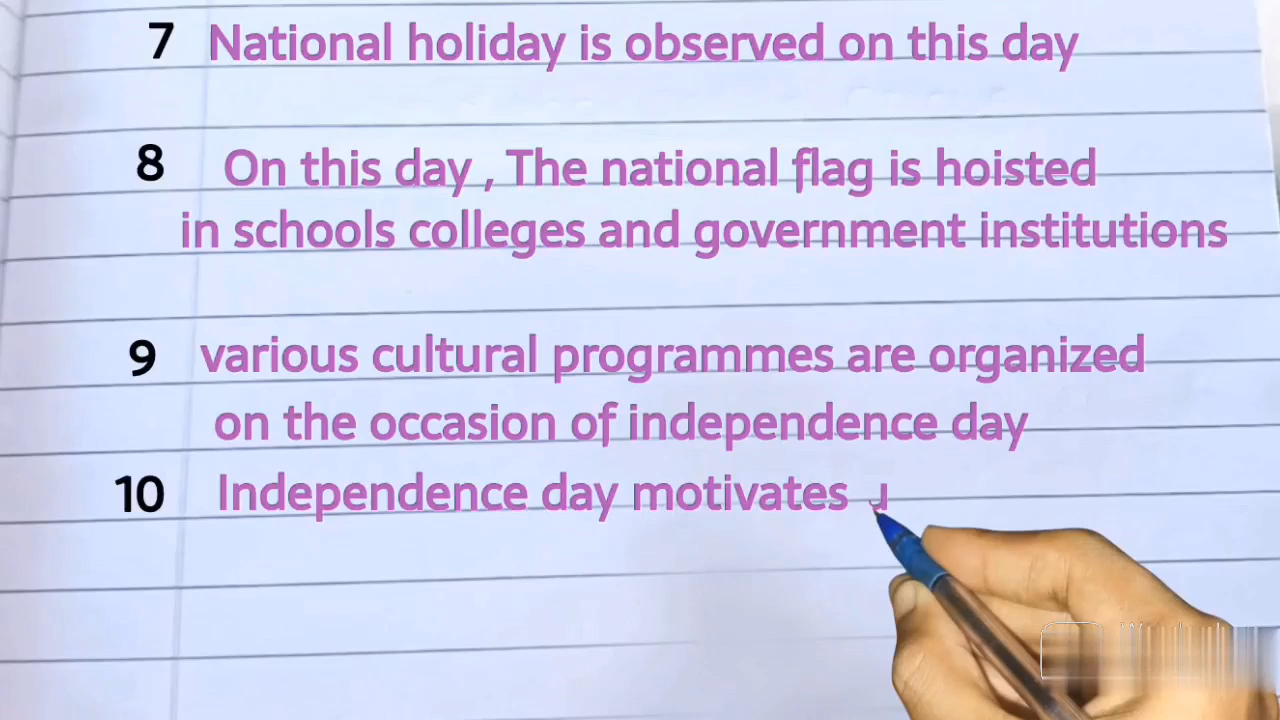 7 National holiday is observed on this day
8 On this day , The national flag is hoisted
in schools colleges and government institutions
9 various cultural programmes are organized
on the occasion of independence day
10 Independence day motivates